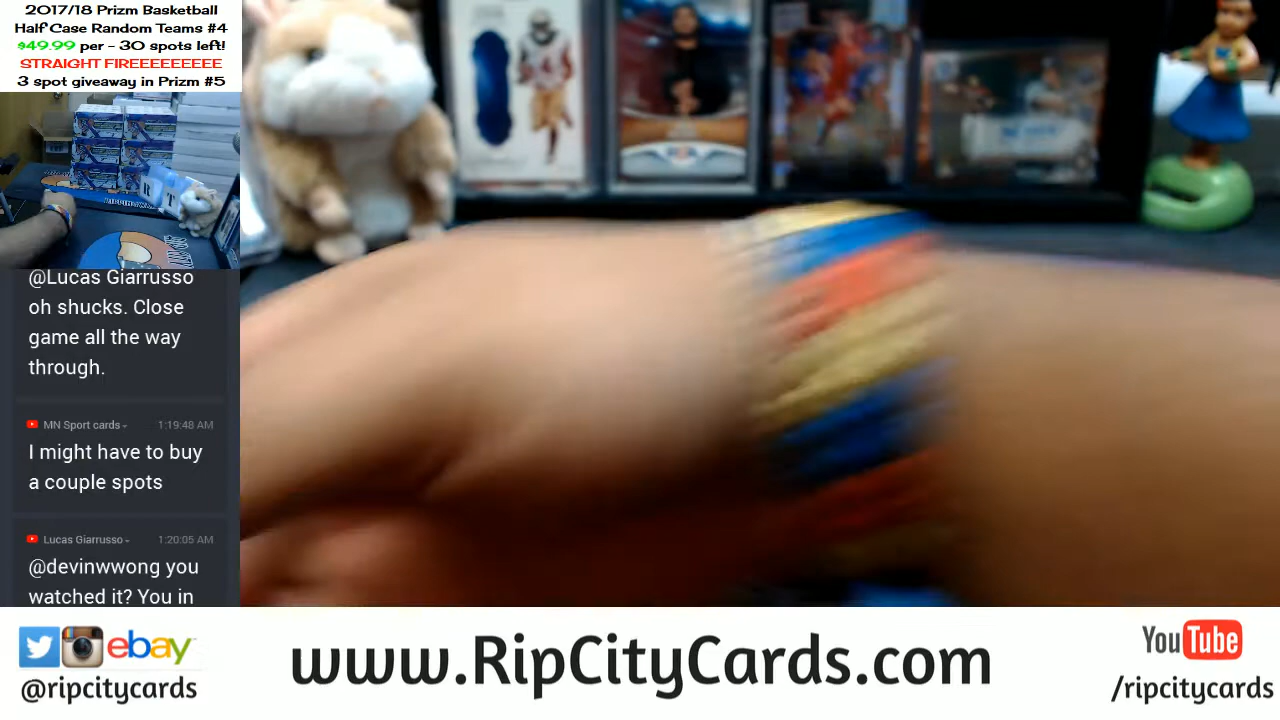 2017/18 Prizm Basketball
Half Case Random Teams #4
$49.99 per - 30 spots left!
STRAIGHT FIREEEEEEEEE
3 spot giveaway in Prizm #5
@Lucas Giarrusso
oh shucks. Close
game all the way
through.
MN Sport cards 1:19:48 AM
I might have to buy
a couple spots
Lucas Giarrusso 1:20:05 AM
@devinwwong you
watched it? You in
ebay
@ripcitycards
www.RipCityCards.com
YouTube
/ripcitycards